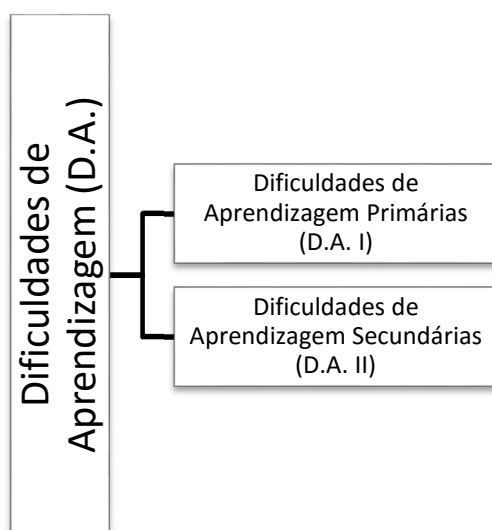 Dificuldades de
Aprendizagem (D.A.)
Dificuldades de
Aprendizagem Primárias
(D.A. I)
Dificuldades de
Aprendizagem Secundárias
(D.A. II)